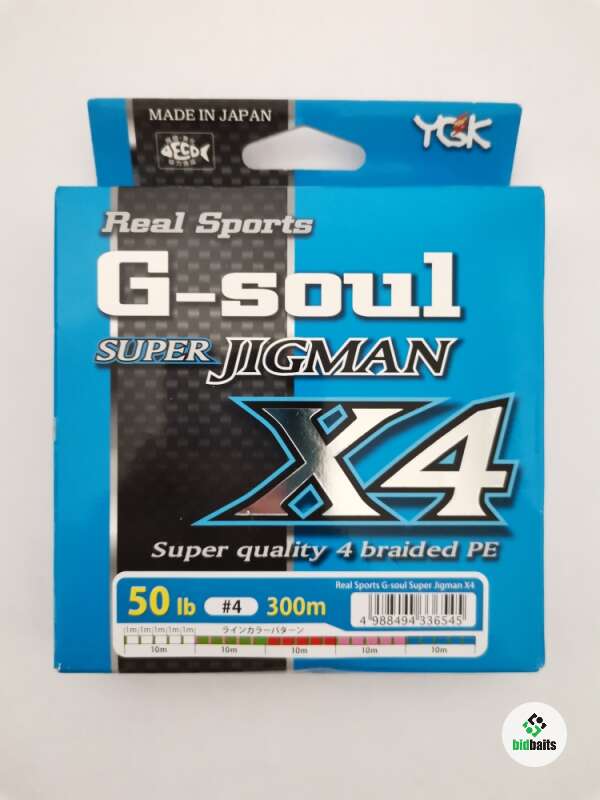 MADE IN JAPAN
YGK
ECO
Real Sports
G-soul
SUPER JIGMAN
X4
Super quality 4 braided PE
Real Sports G-soul Super Jigman X4
50 lb #4 300m
4 988494 336545
ラインカラーパターン
1m 1m 1m 1m 1m
10m 10m 10m 10m 10m
bidbaits